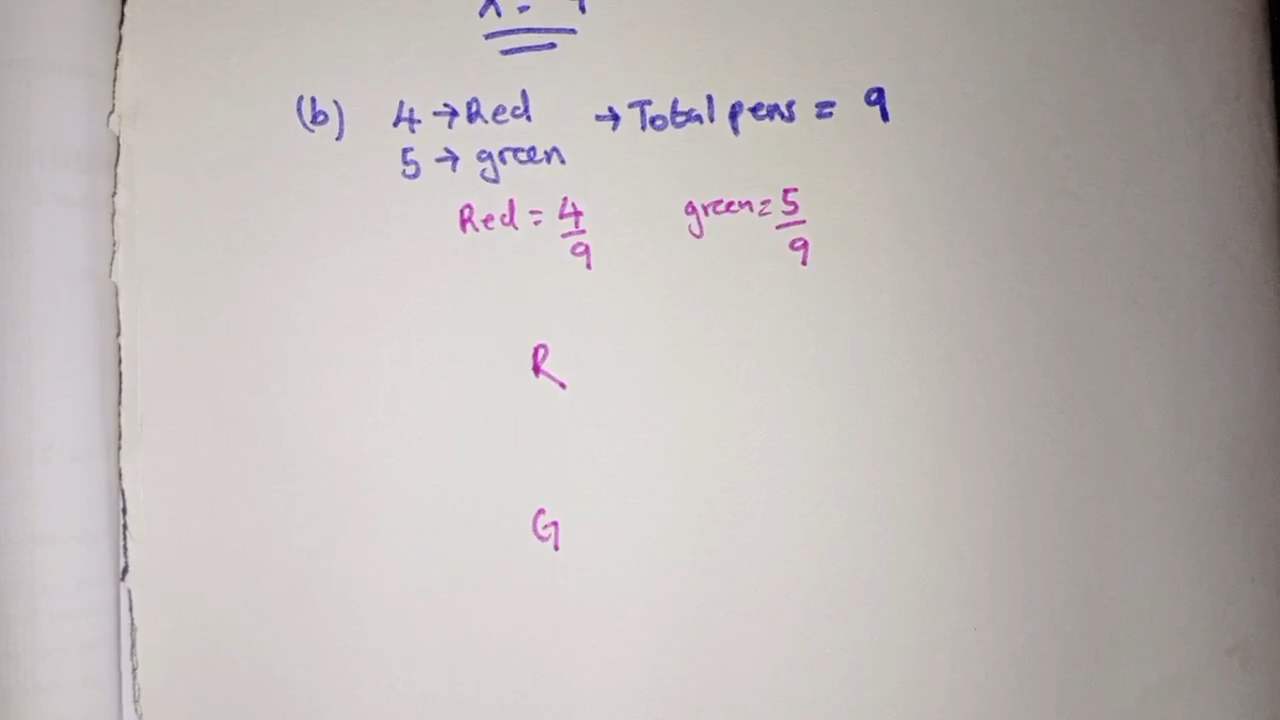 (b) 4 → Red → Total pens = 9
5 → green
Red = 4/9 green = 5/9
R
G